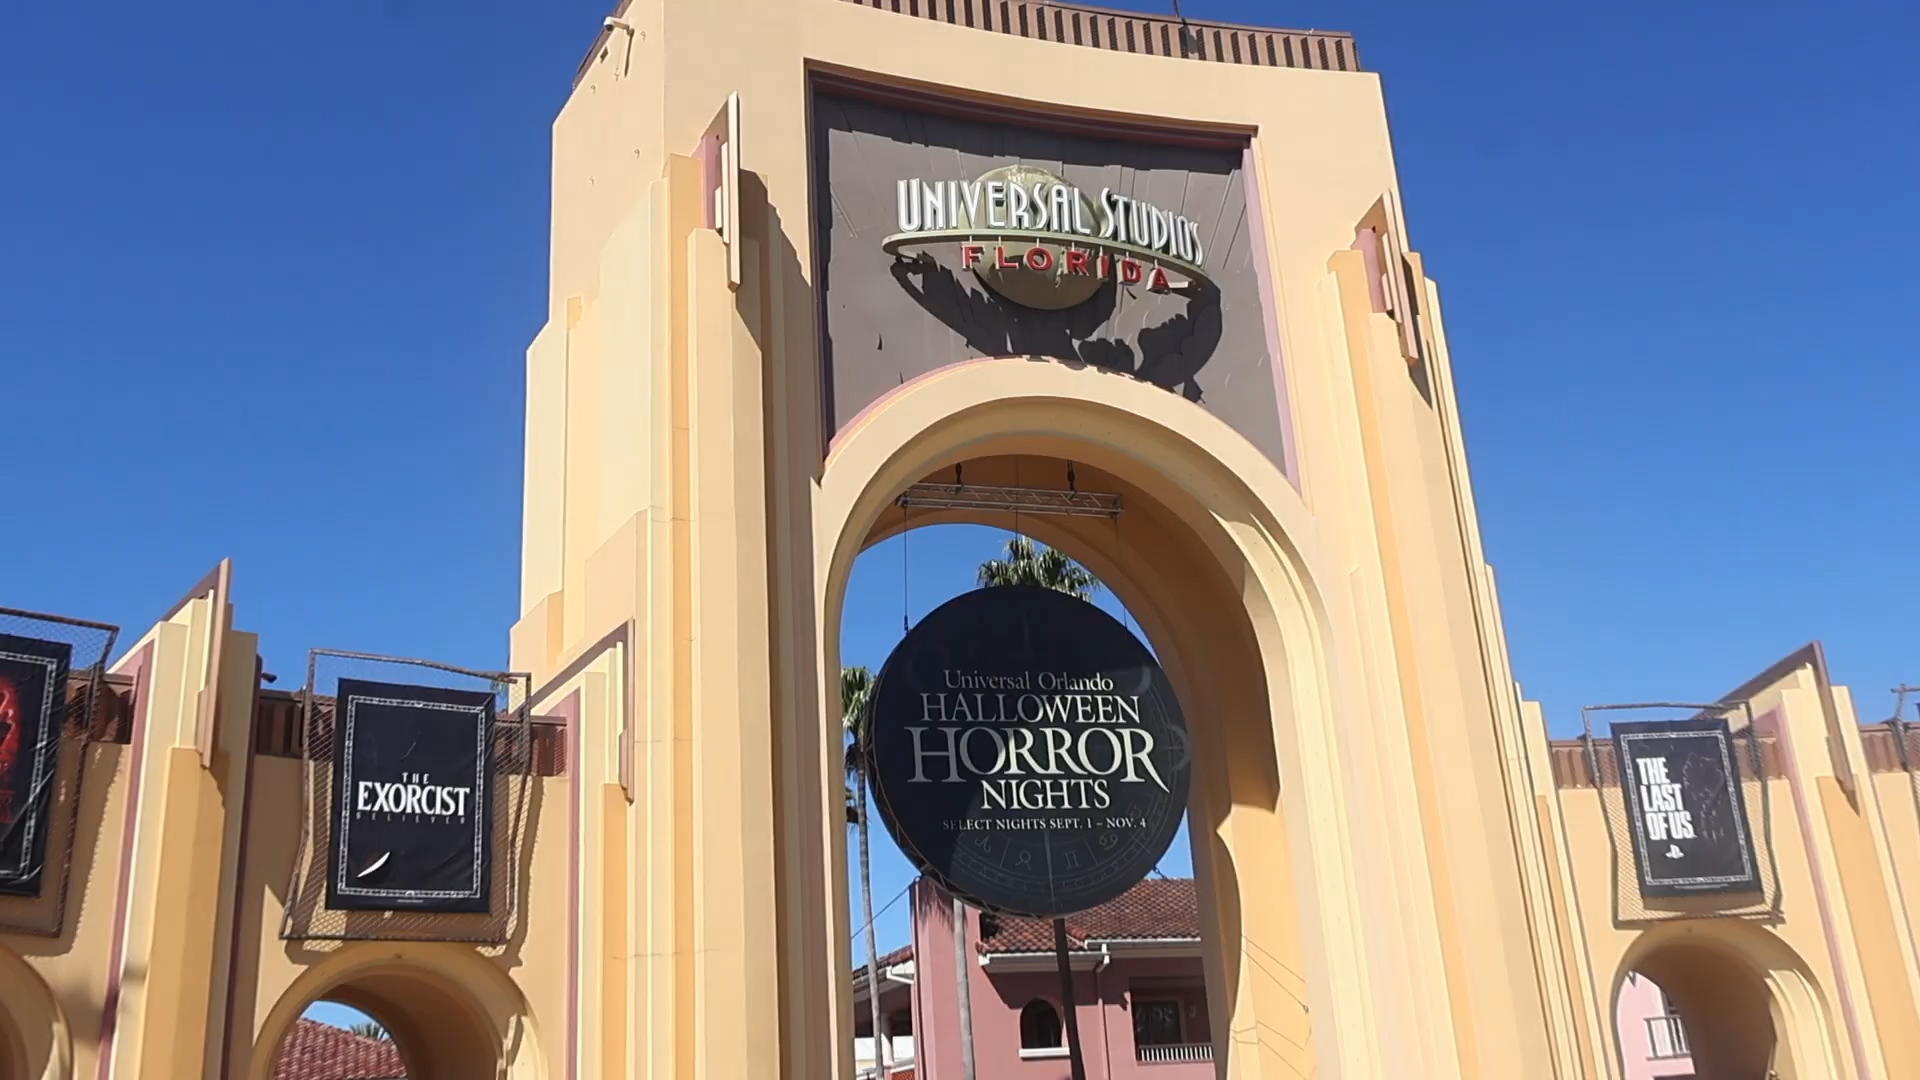 UNIVERSAL STUDIOS
FLORIDA
Universal Orlando
HALLOWEEN
HORROR
NIGHTS
SELECT NIGHTS SEPT. 1 – NOV. 4
THE
EXORCIST
BELIEVER
THE
LAST
OF US